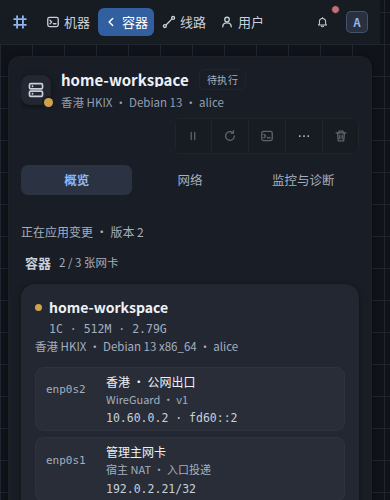 机器 容器 线路 用户 A
home-workspace 待执行
香港 HKIX • Debian 13 • alice
概览 网络 监控与诊断
正在应用变更 • 版本 2
容器 2 / 3 张网卡
home-workspace
1C · 512M · 2.79G
香港 HKIX • Debian 13 x86_64 • alice
enp0s2 香港 • 公网出口
WireGuard • v1
10.60.0.2 · fd60::2
enp0s1 管理主网卡
宿主 NAT • 入口投递
192.0.2.21/32